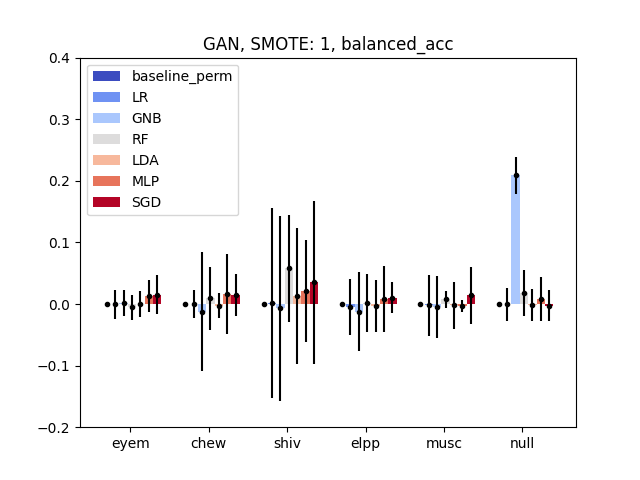 GAN, SMOTE: 1, balanced_acc
0.4
0.3
0.2
0.1
0.0
−0.1
−0.2
baseline_perm
LR
GNB
RF
LDA
MLP
SGD
eyem chew shiv elpp musc null